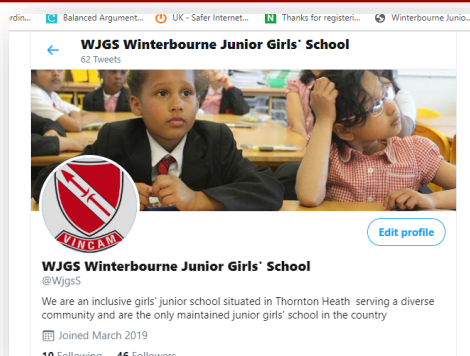 rdin...
Balanced Argument...
UK - Safer Internet...
Thanks for registeri...
Winterbourne Junio...
WJGS Winterbourne Junior Girls' School
62 Tweets
VINCAM
Edit profile
WJGS Winterbourne Junior Girls' School
@WjgsS
We are an inclusive girls' junior school situated in Thornton Heath serving a diverse
community and are the only maintained junior girls' school in the country
Joined March 2019
10 Following 46 Followers